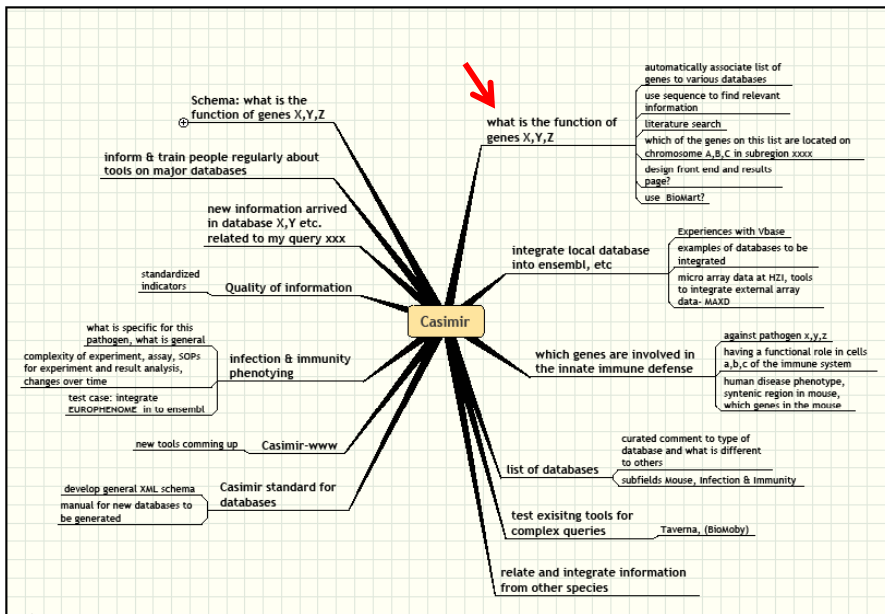 Schema: what is the
function of genes X,Y,Z
inform & train people regularly about
tools on major databases
new information arrived
in database X,Y etc.
related to my query xxx
standardized
indicators
Quality of information
what is specific for this
pathogen, what is general
complexity of experiment, assay, SOPs
for experiment and result analysis,
changes over time
test case: integrate
EUROPHENOME in to ensembl
infection & immunity
phenotying
new tools comming up
Casimir-www
develop general XML schema
manual for new databases to
be generated
Casimir standard for
databases
Casimir
what is the function of
genes X,Y,Z
automatically associate list of
genes to various databases
use sequence to find relevant
information
literature search
which of the genes on this list are located on
chromosome A,B,C in subregion xxxx
design front end and results
page?
use BioMart?
integrate local database
into ensembl, etc
Experiences with Vbase
examples of databases to be
integrated
micro array data at HZI, tools
to integrate external array
data- MAXD
which genes are involved in
the innate immune defense
against pathogen x,y,z
having a functional role in cells
a,b,c of the immune system
human disease phenotype,
syntenic region in mouse,
which genes in the mouse
list of databases
curated comment to type of
database and what is different
to others
subfields Mouse, Infection & Immunity
test exisitng tools for
complex queries
Taverna, (BioMoby)
relate and integrate information
from other species